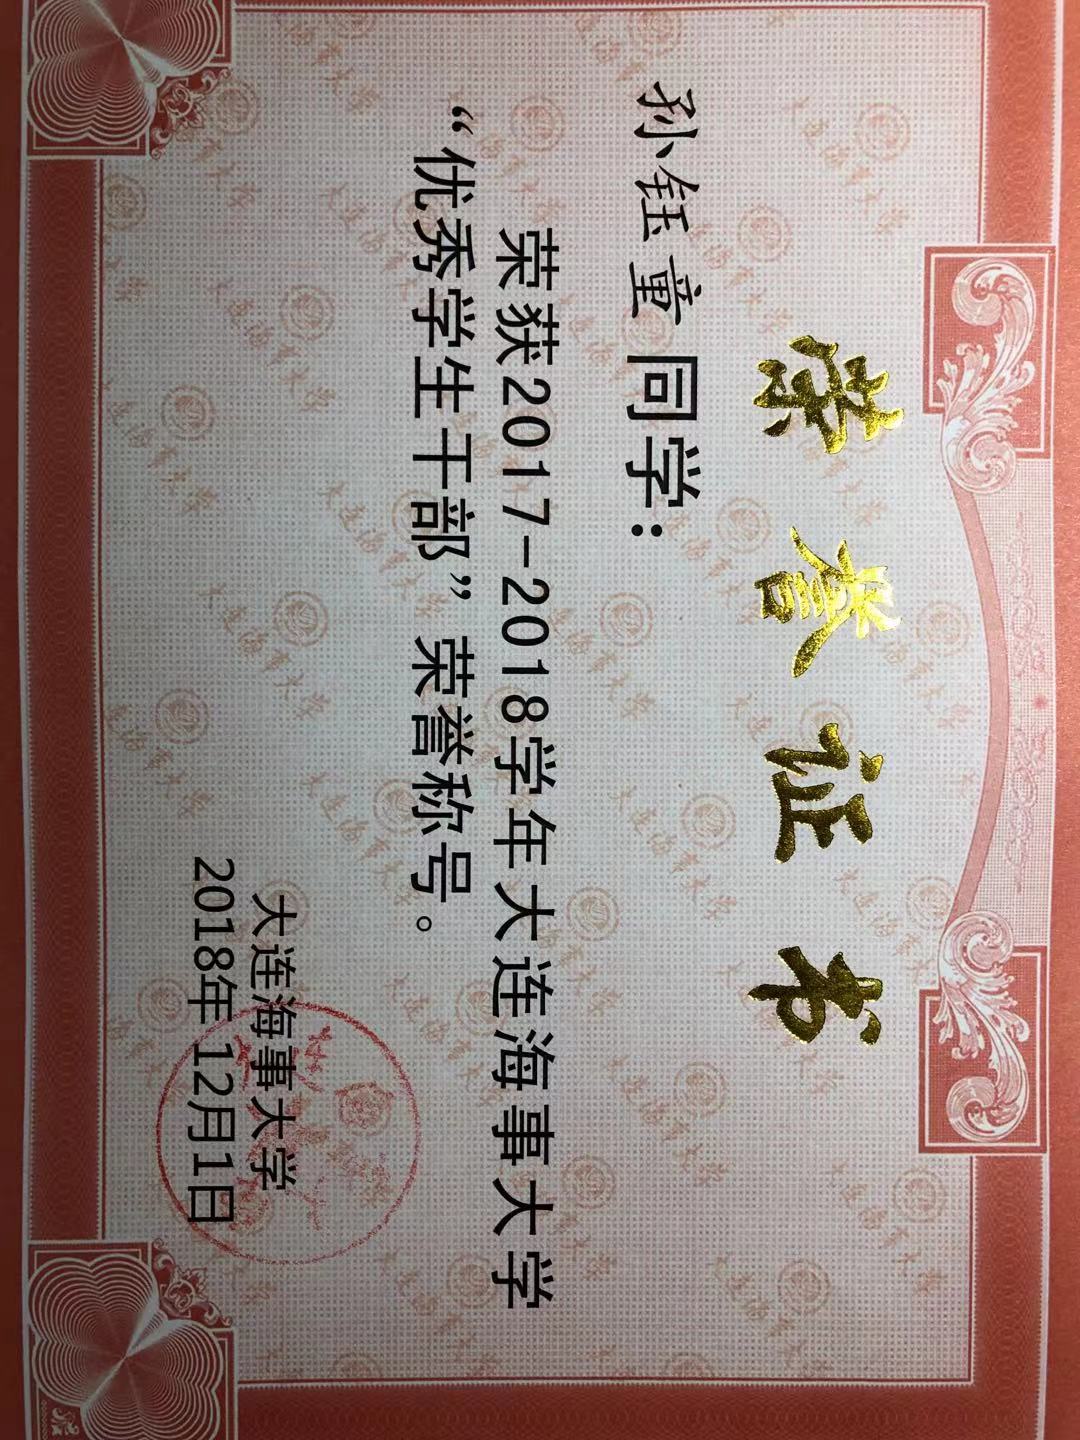 荣誉证书
孙钰童 同学：
荣获2017-2018学年大连海事大学
“优秀学生干部”荣誉称号。
大连海事大学
2018年12月1日